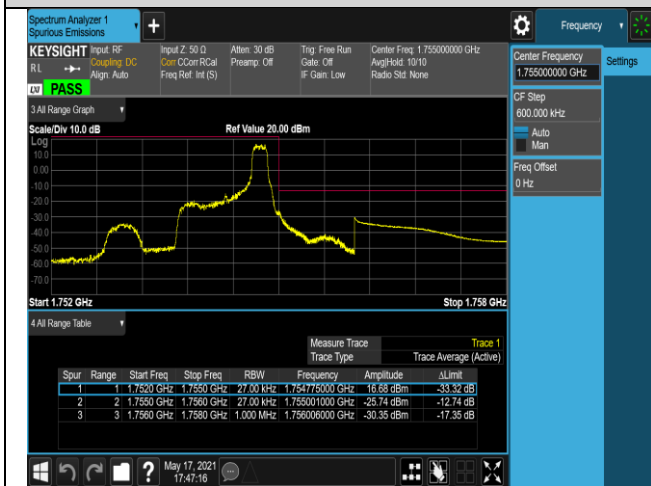 Spectrum Analyzer 1
Spurious Emissions
Frequency
KEYSIGHT
RL
PASS
Input: RF
Coupling: DC
Align: Auto
Input Z: 50 Ω
Corr CCorr RCal
Freq Ref: Int (S)
Atten: 30 dB
Preamp: Off
Trig: Free Run
Gate: Off
IF Gain: Low
Center Freq: 1.755000000 GHz
Avg|Hold: 10/10
Radio Std: None
Center Frequency
1.755000000 GHz
Settings
CF Step
600.000 kHz
Auto
Man
Freq Offset
0 Hz
3 All Range Graph
Scale/Div 10.0 dB
Ref Value 20.00 dBm
Log
10.0
0.00
-10.0
-20.0
-30.0
-40.0
-50.0
-60.0
-70.0
Start 1.752 GHz
Stop 1.758 GHz
4 All Range Table
Measure Trace Trace 1
Trace Type Trace Average (Active)
Spur Range Start Freq Stop Freq RBW Frequency Amplitude ΔLimit
1 1 1.7520 GHz 1.7550 GHz 27.00 kHz 1.754775000 GHz 16.68 dBm -33.32 dB
2 2 1.7550 GHz 1.7560 GHz 27.00 kHz 1.755001000 GHz -25.74 dBm -12.74 dB
3 3 1.7560 GHz 1.7580 GHz 1.000 MHz 1.756006000 GHz -30.35 dBm -17.35 dB
May 17, 2021
17:47:16